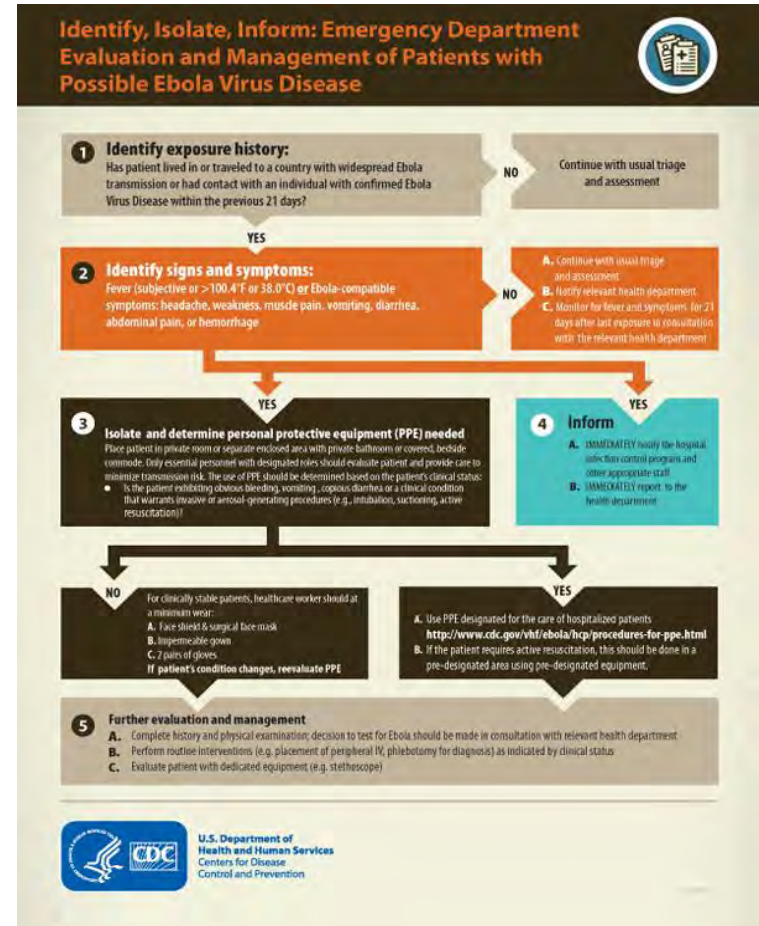 Identify, Isolate, Inform: Emergency Department
Evaluation and Management of Patients with
Possible Ebola Virus Disease
1 Identify exposure history:
Has patient lived in or traveled to a country with widespread Ebola
transmission or had contact with an individual with confirmed Ebola
Virus Disease within the previous 21 days?
NO
Continue with usual triage
and assessment
YES
2 Identify signs and symptoms:
Fever (subjective or >100.4°F or 38.0°C) or Ebola-compatible
symptoms: headache, weakness, muscle pain, vomiting, diarrhea,
abdominal pain, or hemorrhage
NO
A. Continue with usual triage
and assessment
B. Notify relevant health department
C. Monitor for fever and symptoms for 21
days after last exposure in consultation
with the relevant health department
YES
YES
3 Isolate and determine personal protective equipment (PPE) needed
Place patient in private room or separate enclosed area with private bathroom or covered, bedside
commode. Only essential personnel with designated roles should evaluate patient and provide care to
minimize transmission risk. The use of PPE should be determined based on the patient's clinical status:
• Is the patient exhibiting obvious bleeding, vomiting, copious diarrhea or a clinical condition
that warrants invasive or aerosol-generating procedures (e.g., intubation, suctioning, active
resuscitation)?
4 Inform
A. IMMEDIATELY notify the hospital
infection control program and
other appropriate staff
B. IMMEDIATELY report to the
health department
NO
For clinically stable patients, healthcare worker should at
a minimum wear:
A. Face shield & surgical face mask
B. Impermeable gown
C. 2 pairs of gloves
If patient's condition changes, reevaluate PPE
YES
A. Use PPE designated for the care of hospitalized patients
http://www.cdc.gov/vhf/ebola/hcp/procedures-for-ppe.html
B. If the patient requires active resuscitation, this should be done in a
pre-designated area using pre-designated equipment.
5 Further evaluation and management
A. Complete history and physical examination; decision to test for Ebola should be made in consultation with relevant health department
B. Perform routine interventions (e.g. placement of peripheral IV, phlebotomy for diagnosis) as indicated by clinical status
C. Evaluate patient with dedicated equipment (e.g. stethoscope)
CDC
U.S. Department of
Health and Human Services
Centers for Disease
Control and Prevention